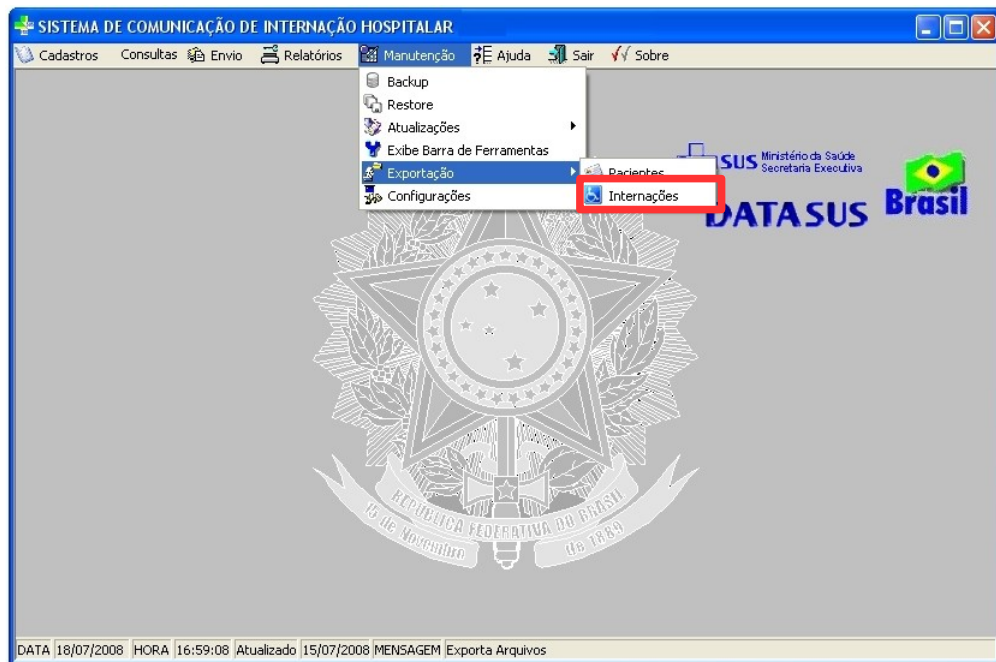 SISTEMA DE COMUNICAÇÃO DE INTERNAÇÃO HOSPITALAR
Cadastros Consultas Envio Relatórios Manutenção Ajuda Sair Sobre
Backup
Restore
Atualizações
Exibe Barra de Ferramentas
Exportação
Configurações
Pacientes
Internações
SUS Ministério da Saúde
Secretaria Executiva
DATASUS
Brasil
REPUBLICA FEDERATIVA DO BRASIL
15 de Novembro de 1889
DATA 18/07/2008 HORA 16:59:08 Atualizado 15/07/2008 MENSAGEM Exporta Arquivos